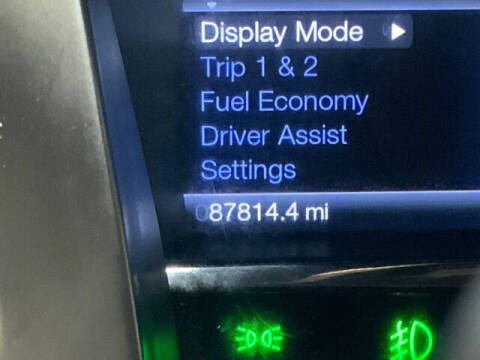 Display Mode
Trip 1 & 2
Fuel Economy
Driver Assist
Settings
087814.4 mi